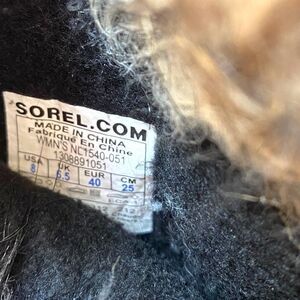 SOREL.COM
MADE IN CHINA
Fabriqué En Chine
WMN'S NL1540-051
1308891051
USA UK EUR CM
8 5.5 40 25